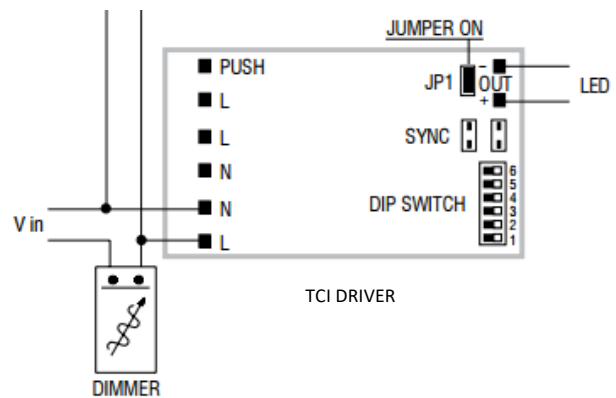 JUMPER ON
PUSH
JP1
-
OUT
+
LED
L
L
SYNC
N
N
L
DIP SWITCH
6
5
4
3
2
1
V in
TCI DRIVER
DIMMER